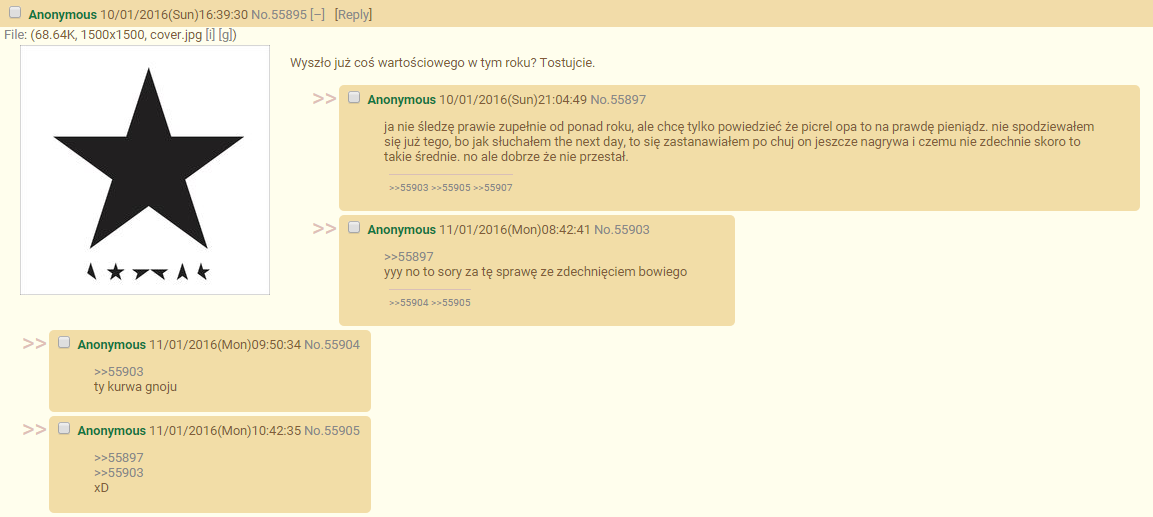 Anonymous 10/01/2016(Sun)16:39:30 No.55895 [–] [Reply]
File: (68.64K, 1500x1500, cover.jpg [i] [g])
Wyszło już coś wartościowego w tym roku? Tostujcie.
>> Anonymous 10/01/2016(Sun)21:04:49 No.55897
ja nie śledzę prawie zupełnie od ponad roku, ale chcę tylko powiedzieć że picrel opa to na prawdę pieniądz. nie spodziewałem
się już tego, bo jak słuchałem the next day, to się zastanawiałem po chuj on jeszcze nagrywa i czemu nie zdechnie skoro to
takie średnie. no ale dobrze że nie przestał.
>>55903 >>55905 >>55907
>> Anonymous 11/01/2016(Mon)08:42:41 No.55903
>>55897
yyy no to sory za tę sprawę ze zdechnięciem bowiego
>>55904 >>55905
>> Anonymous 11/01/2016(Mon)09:50:34 No.55904
>>55903
ty kurwa gnoju
>> Anonymous 11/01/2016(Mon)10:42:35 No.55905
>>55897
>>55903
xD